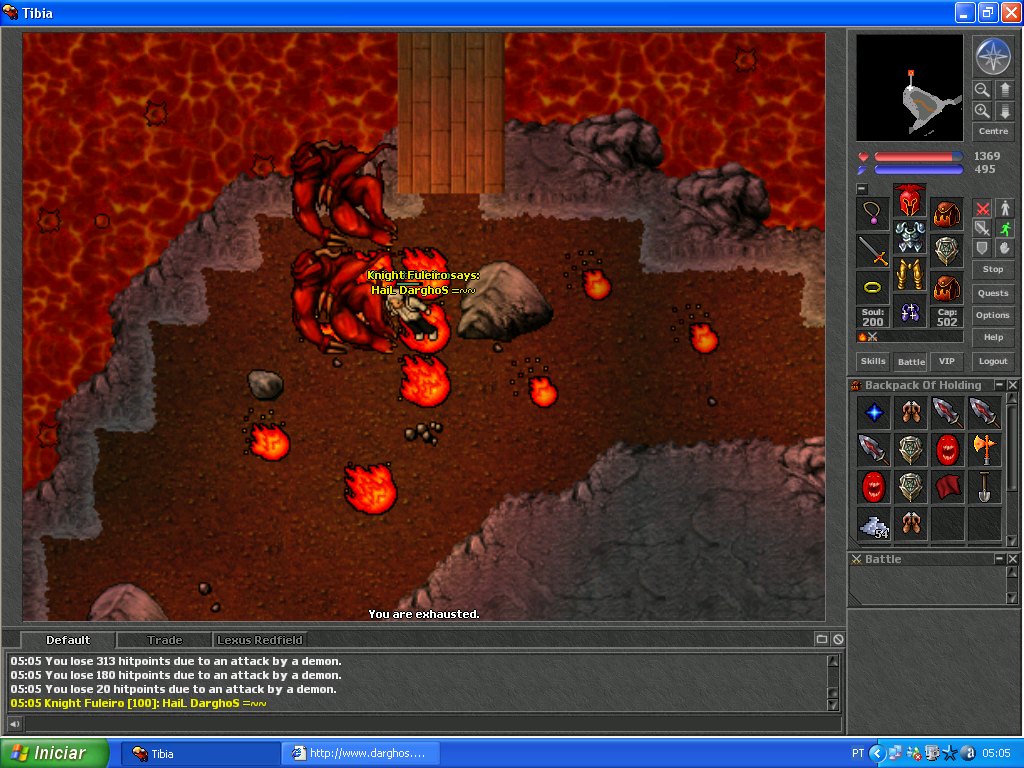 Tibia
Centre
1369
495
Knight Fuleiro says:
HaiL DarghoS =~~
Stop
Quests
Soul:
200
Cap:
502
Options
Help
Skills
Battle
VIP
Logout
Backpack Of Holding
54
Battle
You are exhausted.
Default
Trade
Lexus Redfield
05:05 You lose 313 hitpoints due to an attack by a demon.
05:05 You lose 180 hitpoints due to an attack by a demon.
05:05 You lose 20 hitpoints due to an attack by a demon.
05:05 Knight Fuleiro [100]: HaiL DarghoS =~~
Iniciar
Tibia
http://www.darghos....
PT
05:05